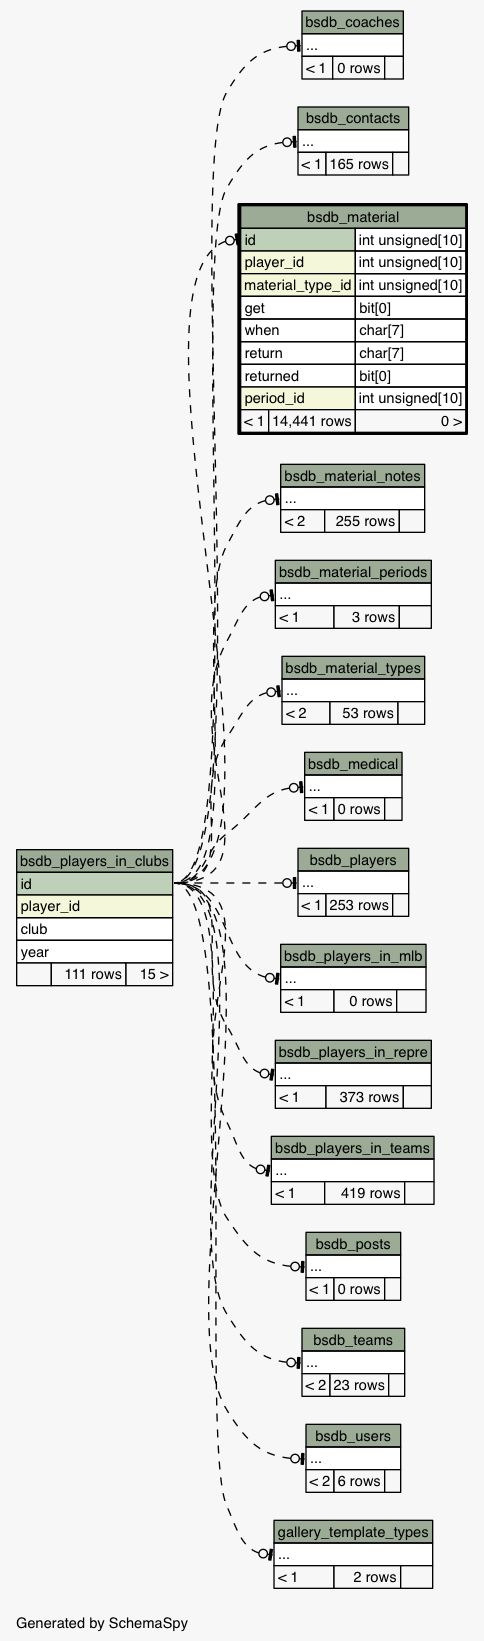 bsdb_coaches
...
< 1 0 rows
bsdb_contacts
...
< 1 165 rows
bsdb_material
id int unsigned[10]
player_id int unsigned[10]
material_type_id int unsigned[10]
get bit[0]
when char[7]
return char[7]
returned bit[0]
period_id int unsigned[10]
< 1 14,441 rows 0 >
bsdb_material_notes
...
< 2 255 rows
bsdb_material_periods
...
< 1 3 rows
bsdb_material_types
...
< 2 53 rows
bsdb_medical
...
< 1 0 rows
bsdb_players_in_clubs
id
player_id
club
year
111 rows 15 >
bsdb_players
...
< 1 253 rows
bsdb_players_in_mlb
...
< 1 0 rows
bsdb_players_in_repre
...
< 1 373 rows
bsdb_players_in_teams
...
< 1 419 rows
bsdb_posts
...
< 1 0 rows
bsdb_teams
...
< 2 23 rows
bsdb_users
...
< 2 6 rows
gallery_template_types
...
< 1 2 rows
Generated by SchemaSpy